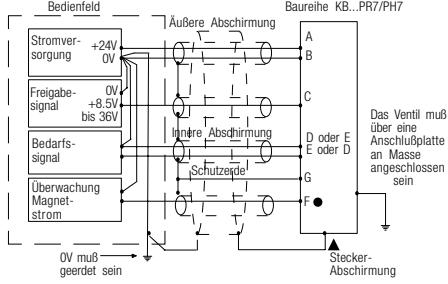 Bedienfeld
Baureihe KB...PR7/PH7
Äußere Abschirmung
Stromver-
sorgung
+24V
0V
A
B
Freigabe-
signal
0V
+8.5V
bis 36V
C
Innere Abschirmung
Bedarfs-
signal
D oder E
E oder D
Schutzerde
G
Überwachung
Magnet-
strom
F
Das Ventil muß
über eine
Anschlußplatte
an Masse
angeschlossen
sein
0V muß
geerdet sein
Stecker-
Abschirmung